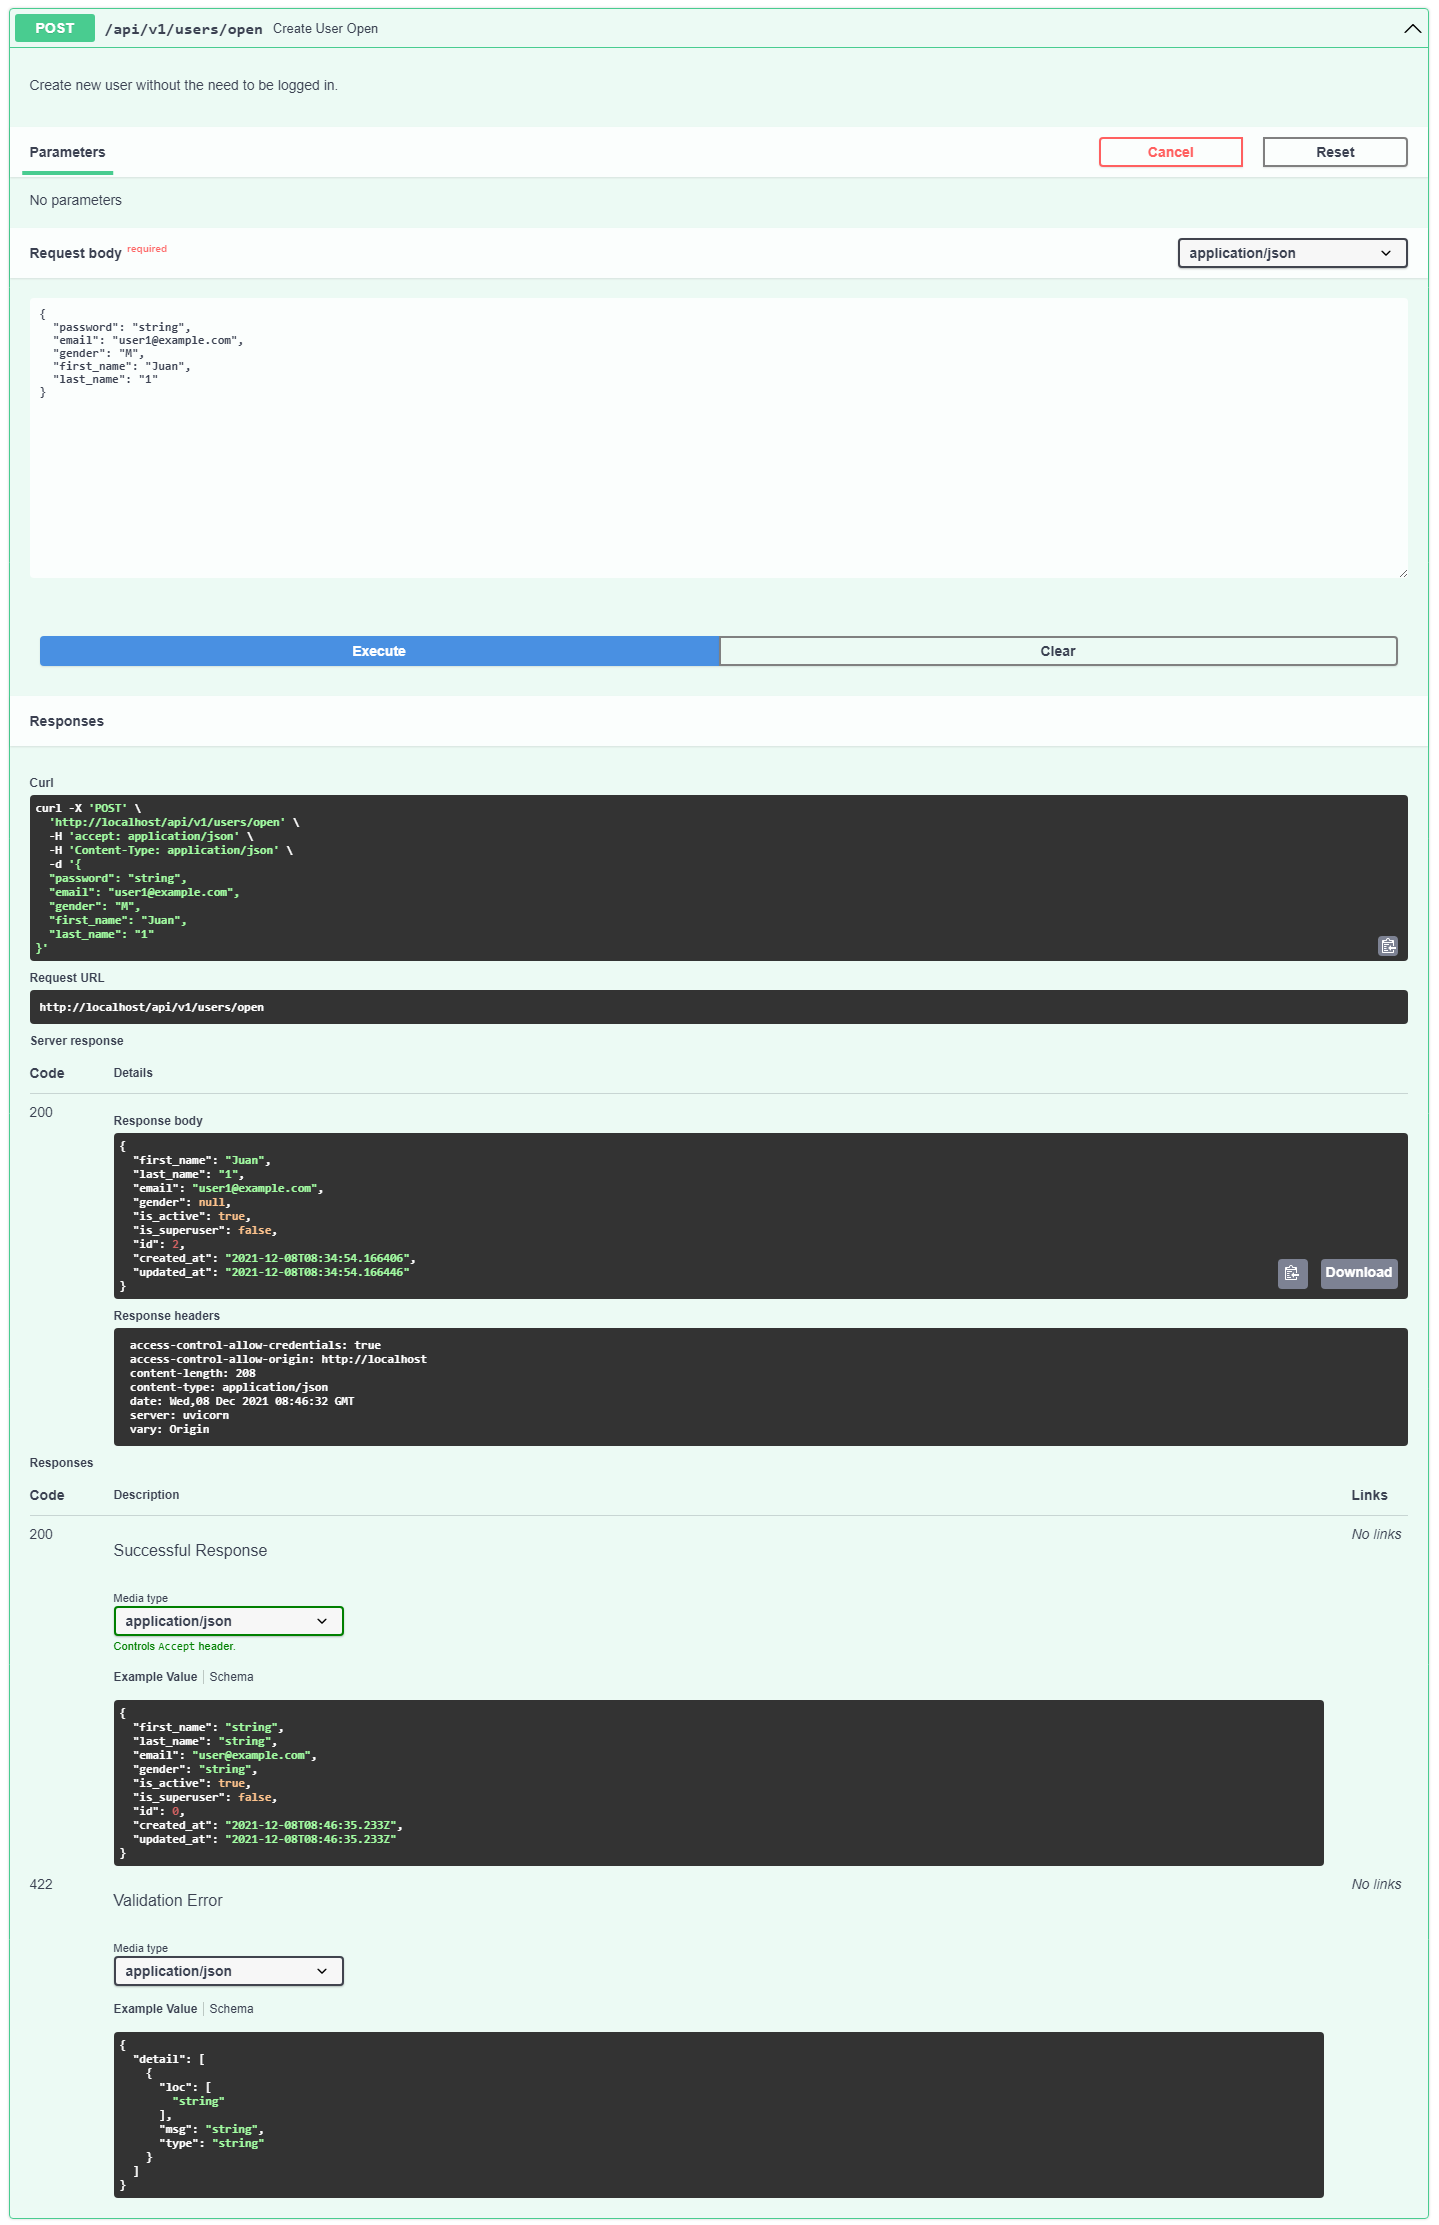 POST /api/v1/users/open Create User Open
Create new user without the need to be logged in.
Parameters Cancel Reset
No parameters
Request body required application/json
{
  "password": "string",
  "email": "user1@example.com",
  "gender": "M",
  "first_name": "Juan",
  "last_name": "1"
}
Execute Clear
Responses
Curl
curl -X 'POST' \
  'http://localhost/api/v1/users/open' \
  -H 'accept: application/json' \
  -H 'Content-Type: application/json' \
  -d '{
  "password": "string",
  "email": "user1@example.com",
  "gender": "M",
  "first_name": "Juan",
  "last_name": "1"
}'
Request URL
http://localhost/api/v1/users/open
Server response
Code Details
200
Response body
{
  "first_name": "Juan",
  "last_name": "1",
  "email": "user1@example.com",
  "gender": null,
  "is_active": true,
  "is_superuser": false,
  "id": 2,
  "created_at": "2021-12-08T08:34:54.166406",
  "updated_at": "2021-12-08T08:34:54.166446"
}
Download
Response headers
access-control-allow-credentials: true
access-control-allow-origin: http://localhost
content-length: 208
content-type: application/json
date: Wed,08 Dec 2021 08:46:32 GMT
server: uvicorn
vary: Origin
Responses
Code Description Links
200 No links
Successful Response
Media type
application/json
Controls Accept header.
Example Value Schema
{
  "first_name": "string",
  "last_name": "string",
  "email": "user@example.com",
  "gender": "string",
  "is_active": true,
  "is_superuser": false,
  "id": 0,
  "created_at": "2021-12-08T08:46:35.233Z",
  "updated_at": "2021-12-08T08:46:35.233Z"
}
422 No links
Validation Error
Media type
application/json
Example Value Schema
{
  "detail": [
    {
      "loc": [
        "string"
      ],
      "msg": "string",
      "type": "string"
    }
  ]
}